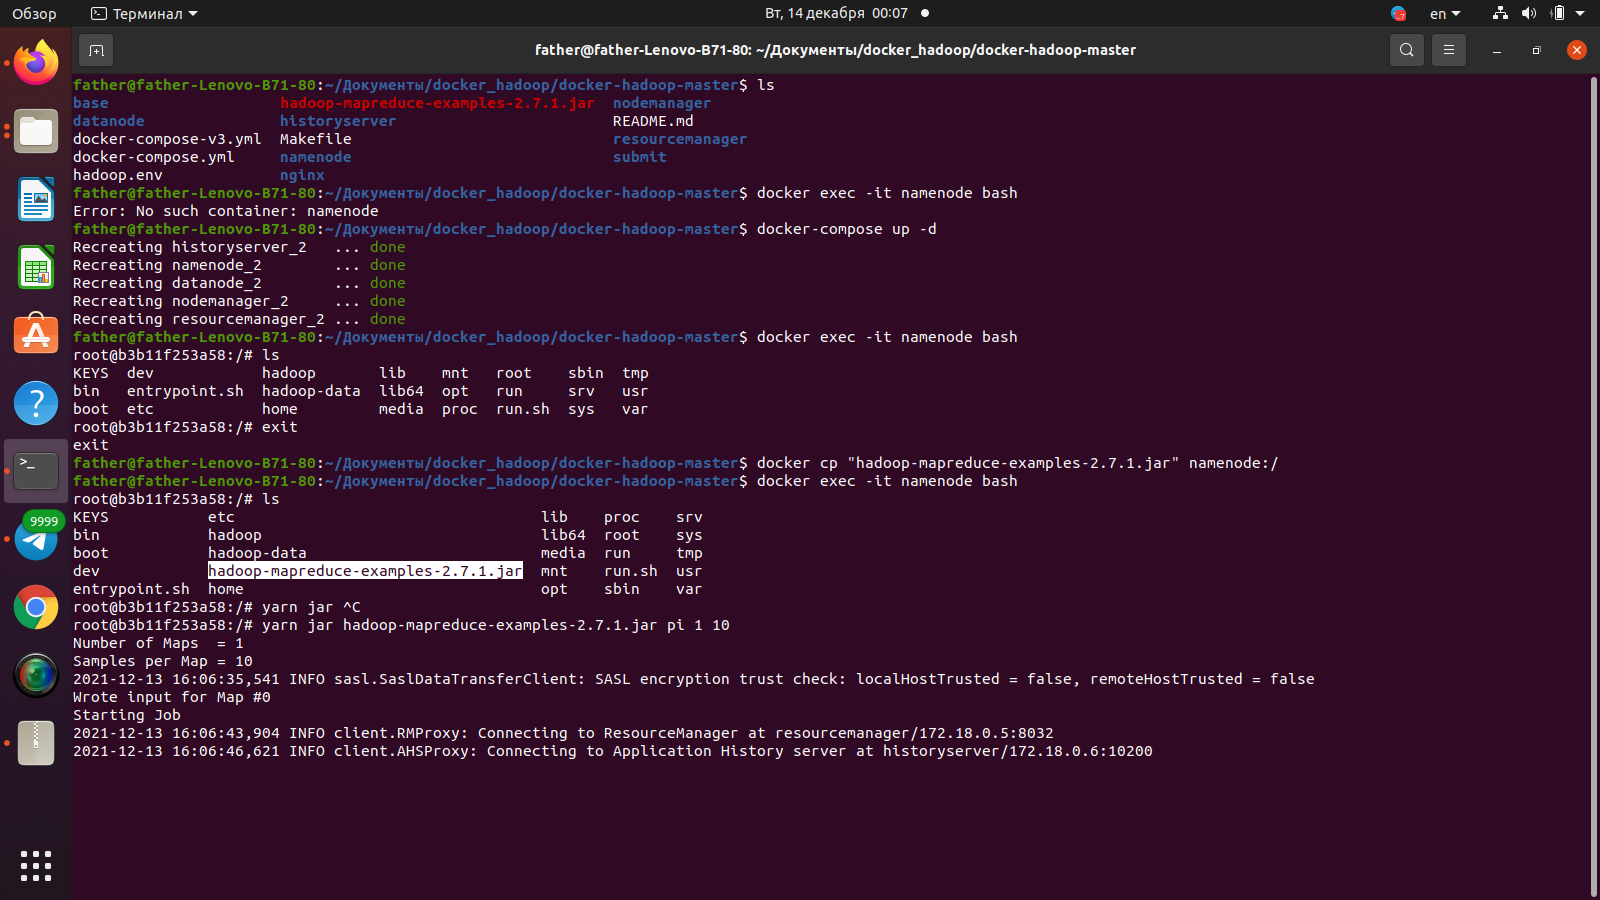 Обзор
Терминал
Вт, 14 декабря 00:07
en
father@father-Lenovo-B71-80: ~/Документы/docker_hadoop/docker-hadoop-master
father@father-Lenovo-B71-80:~/Документы/docker_hadoop/docker-hadoop-master$ ls
base hadoop-mapreduce-examples-2.7.1.jar nodemanager
datanode historyserver README.md
docker-compose-v3.yml Makefile resourcemanager
docker-compose.yml namenode submit
hadoop.env nginx
father@father-Lenovo-B71-80:~/Документы/docker_hadoop/docker-hadoop-master$ docker exec -it namenode bash
Error: No such container: namenode
father@father-Lenovo-B71-80:~/Документы/docker_hadoop/docker-hadoop-master$ docker-compose up -d
Recreating historyserver_2 ... done
Recreating namenode_2 ... done
Recreating datanode_2 ... done
Recreating nodemanager_2 ... done
Recreating resourcemanager_2 ... done
father@father-Lenovo-B71-80:~/Документы/docker_hadoop/docker-hadoop-master$ docker exec -it namenode bash
root@b3b11f253a58:/# ls
KEYS dev hadoop lib mnt root sbin tmp
bin entrypoint.sh hadoop-data lib64 opt run srv usr
boot etc home media proc run.sh sys var
root@b3b11f253a58:/# exit
exit
father@father-Lenovo-B71-80:~/Документы/docker_hadoop/docker-hadoop-master$ docker cp "hadoop-mapreduce-examples-2.7.1.jar" namenode:/
father@father-Lenovo-B71-80:~/Документы/docker_hadoop/docker-hadoop-master$ docker exec -it namenode bash
root@b3b11f253a58:/# ls
KEYS etc lib proc srv
bin hadoop lib64 root sys
boot hadoop-data media run tmp
dev hadoop-mapreduce-examples-2.7.1.jar mnt run.sh usr
entrypoint.sh home opt sbin var
root@b3b11f253a58:/# yarn jar ^C
root@b3b11f253a58:/# yarn jar hadoop-mapreduce-examples-2.7.1.jar pi 1 10
Number of Maps = 1
Samples per Map = 10
2021-12-13 16:06:35,541 INFO sasl.SaslDataTransferClient: SASL encryption trust check: localHostTrusted = false, remoteHostTrusted = false
Wrote input for Map #0
Starting Job
2021-12-13 16:06:43,904 INFO client.RMProxy: Connecting to ResourceManager at resourcemanager/172.18.0.5:8032
2021-12-13 16:06:46,621 INFO client.AHSProxy: Connecting to Application History server at historyserver/172.18.0.6:10200
9999